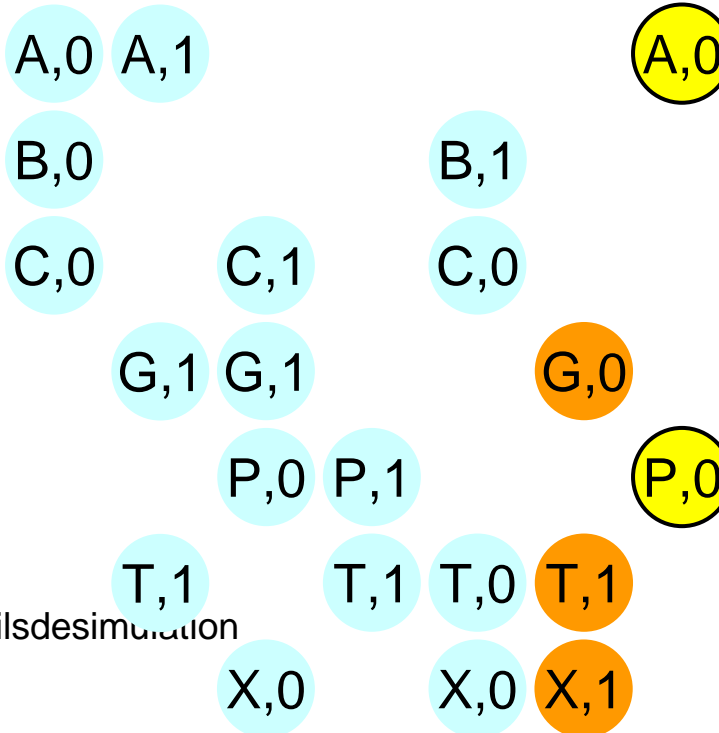 A,0 A,1 A,0
B,0 B,1
C,0 C,1 C,0
G,1 G,1 G,0
P,0 P,1 P,0
T,1 T,1 T,0 T,1
ilsdesimulation
X,0 X,0 X,1